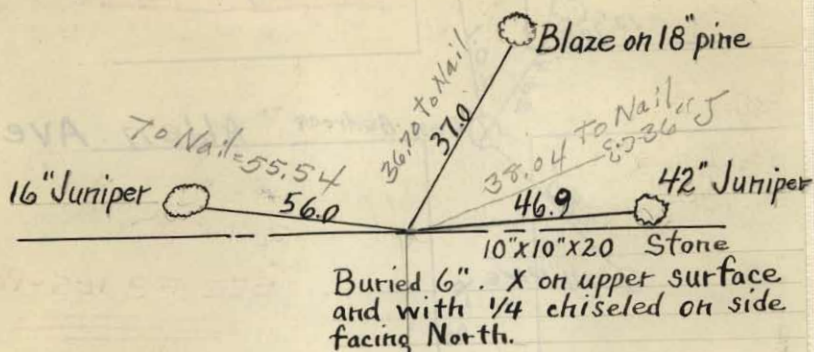 Blaze on 18" pine
36.70 to Nail
37.0
To Nail = 55.54
56.0
38.04 to Nail
46.9
16" Juniper
42" Juniper
10"x10"x20 Stone
Buried 6". X on upper surface
and with 1/4 chiseled on side
facing North.